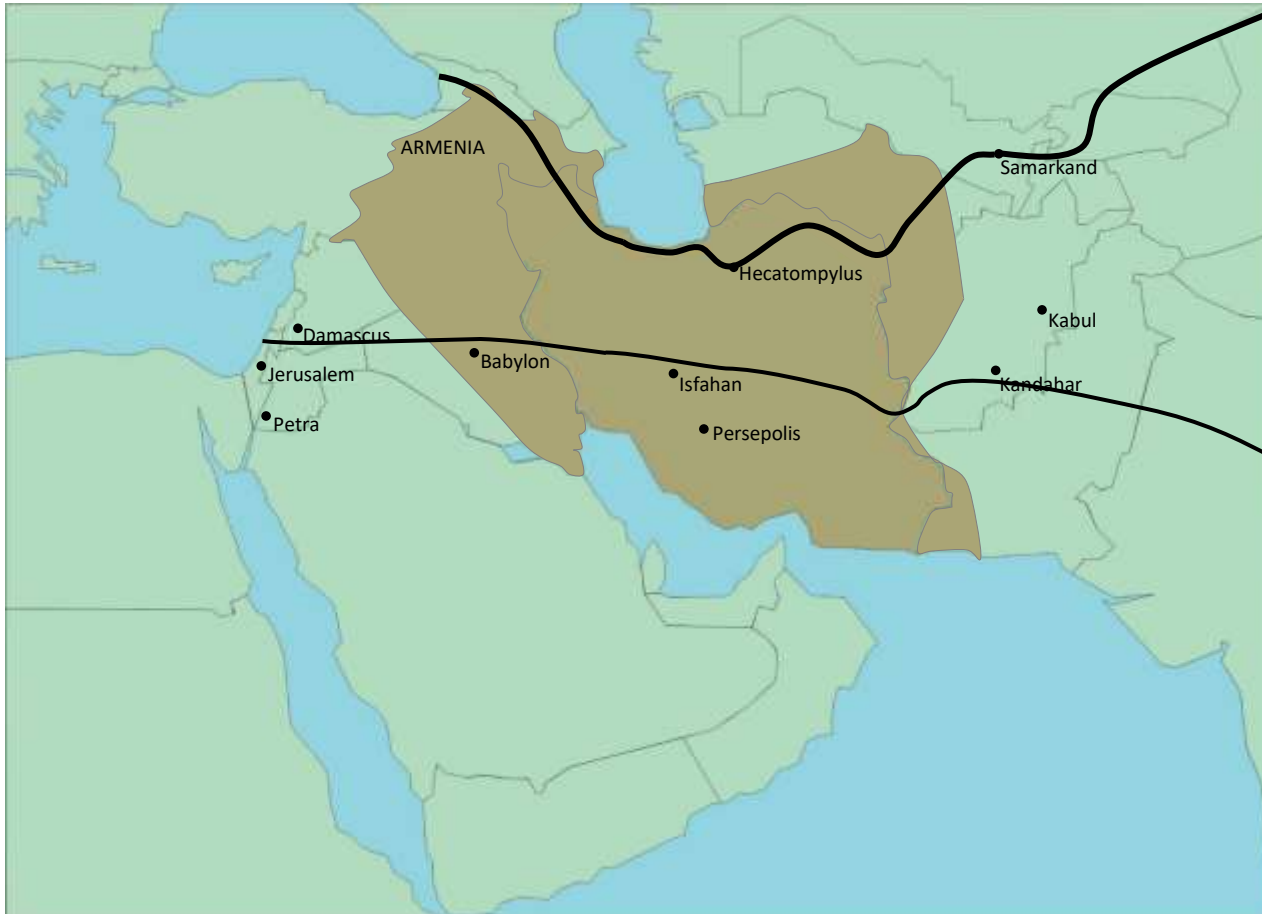 ARMENIA
Samarkand
Hecatompylus
Kabul
Damascus
Babylon
Jerusalem
Isfahan
Kandahar
Petra
Persepolis